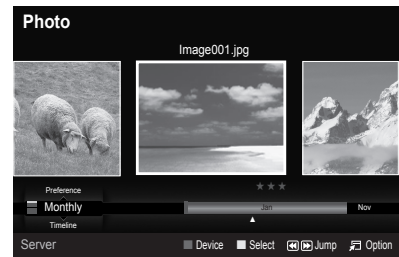 Photo
Image001.jpg
Preference
Monthly
Jan
Nov
Timeline
Server
Device
Select
Jump
Option